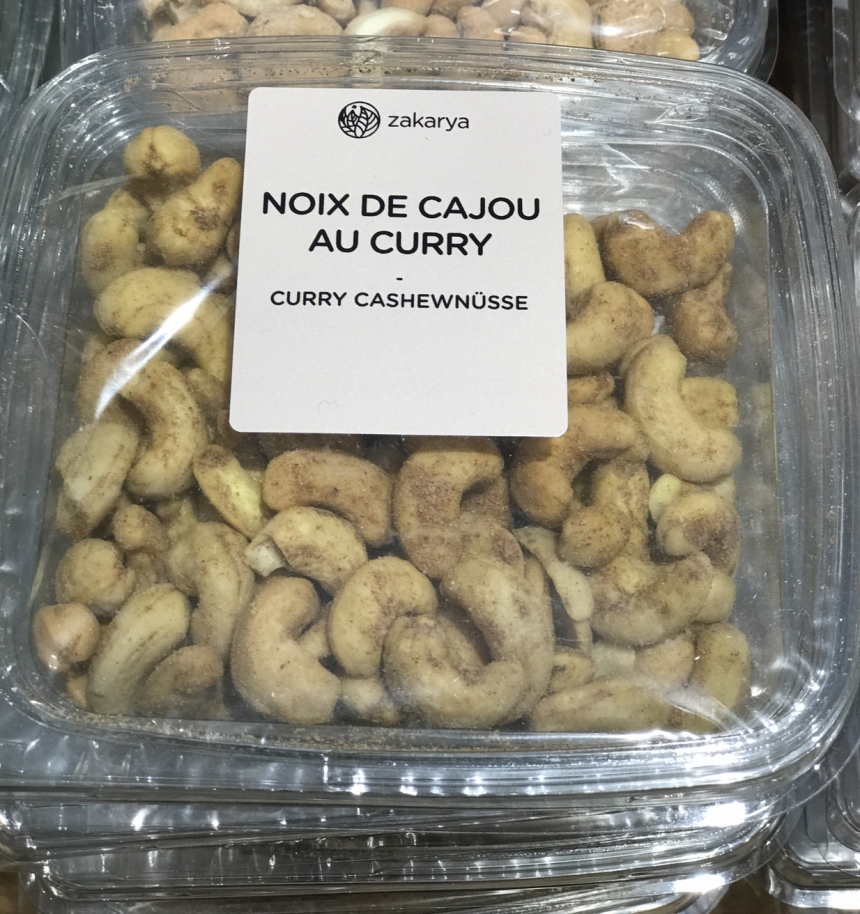 zakarya
NOIX DE CAJOU
AU CURRY
-
CURRY CASHEWNÜSSE